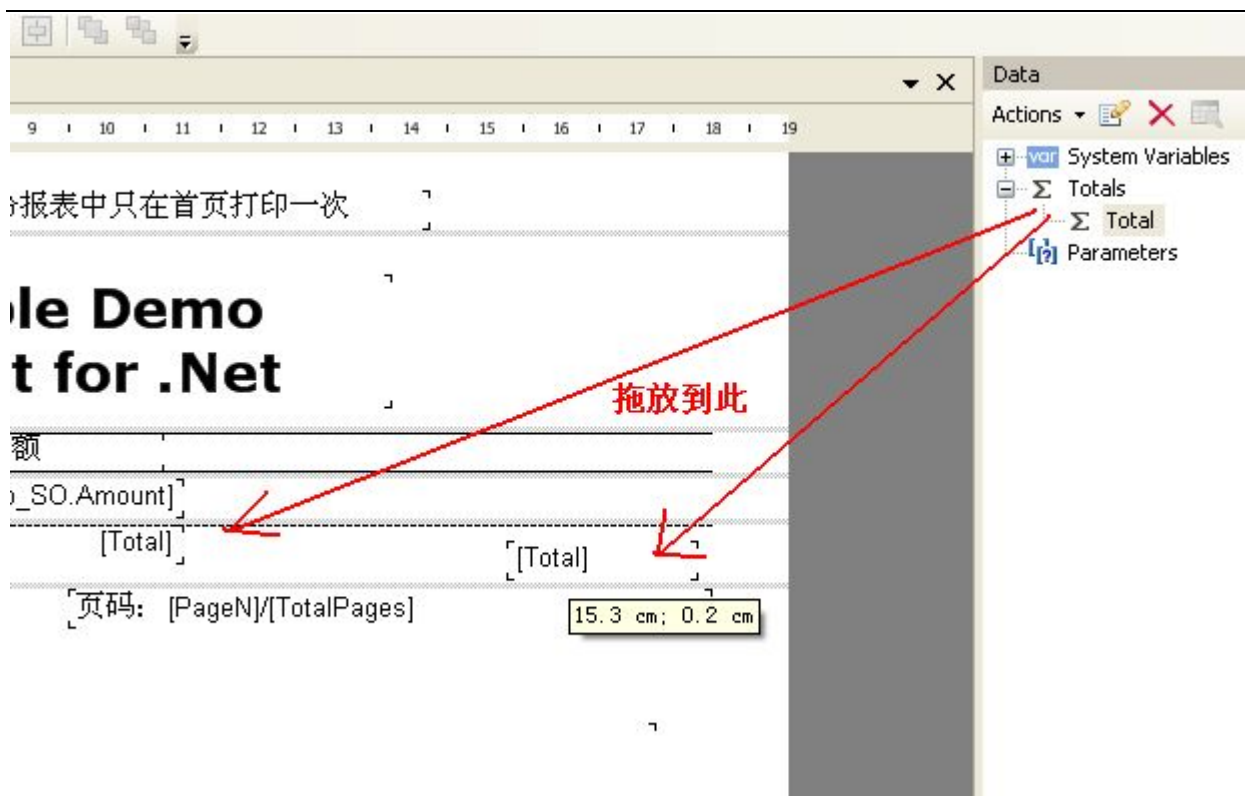 Data
Actions
9 10 11 12 13 14 15 16 17 18 19
var System Variables
Σ Totals
Σ Total
Parameters
报表中只在首页打印一次
le Demo
t for .Net
拖放到此
额
_SO.Amount]
[Total]
[Total]
页码： [PageN]/[TotalPages]
15.3 cm; 0.2 cm